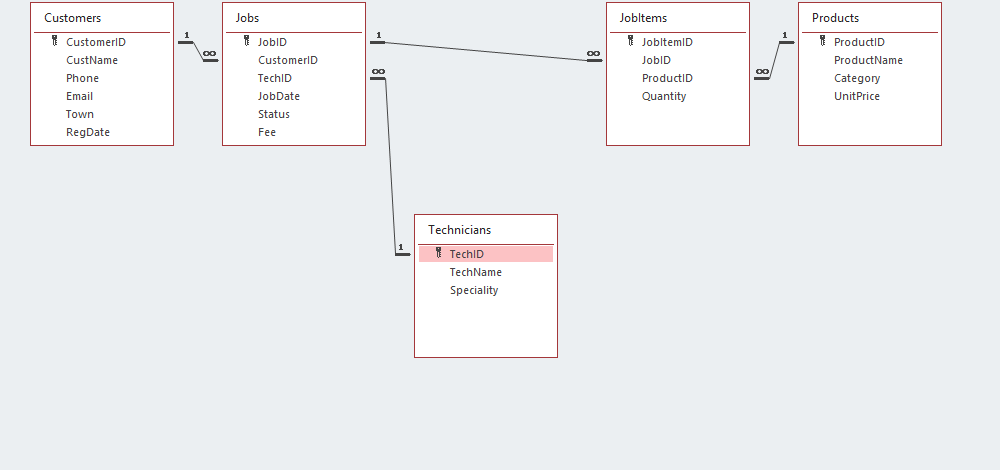 Customers
CustomerID
CustName
Phone
Email
Town
RegDate
1
∞
Jobs
JobID
CustomerID
TechID
JobDate
Status
Fee
1
∞
∞
1
JobItems
JobItemID
JobID
ProductID
Quantity
1
∞
Products
ProductID
ProductName
Category
UnitPrice
Technicians
TechID
TechName
Speciality